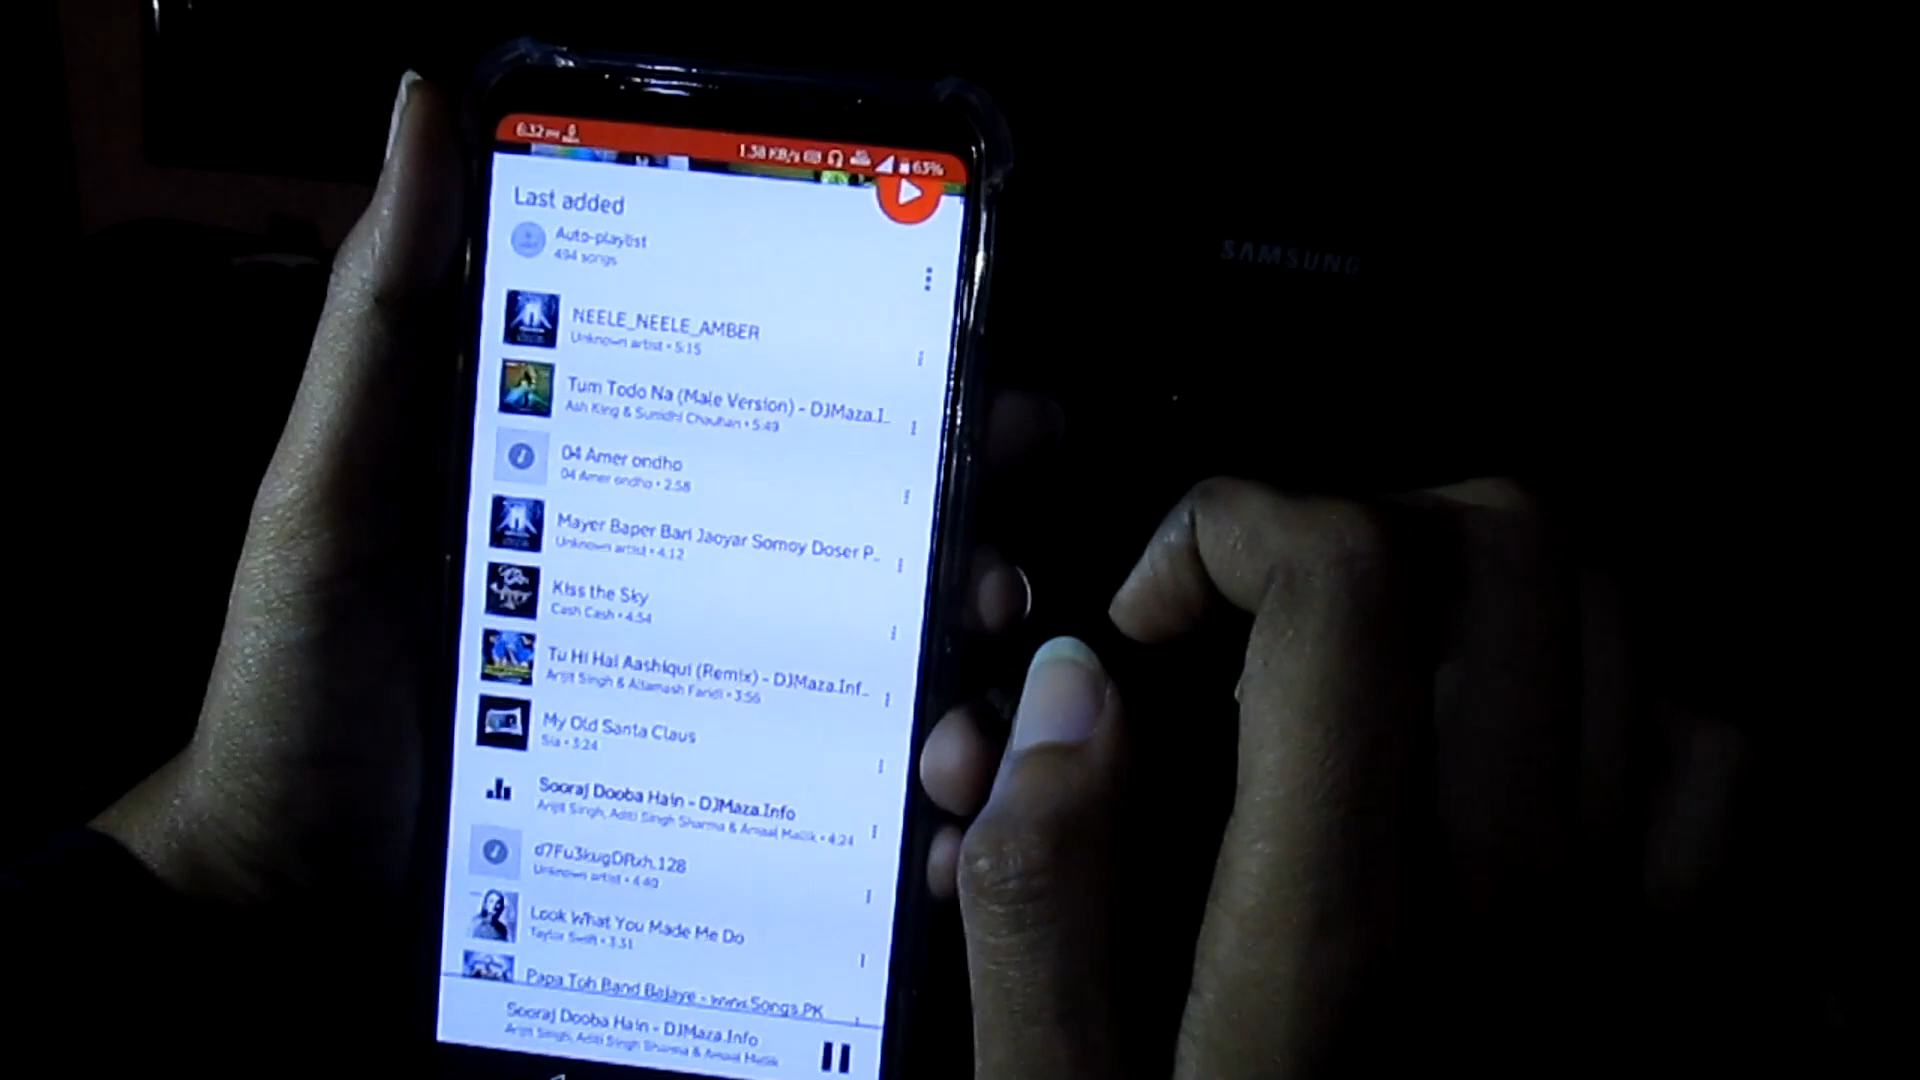 6:32 PM
1.38 KB/s 63%
SAMSUNG
Last added
Auto-playlist
494 songs
NEELE_NEELE_AMBER
Unknown artist • 5:15
Tum Todo Na (Male Version) - DJMaza.I..
Ash King & Sunidhi Chauhan • 5:49
04 Amer ondho
04 Amer ondho • 2:58
Mayer Baper Bari Jaoyar Somoy Doser P..
Unknown artist • 4:12
Kiss the Sky
Cash Cash • 4:54
Tu Hi Hai Aashiqui (Remix) - DJMaza.Inf..
Arijit Singh & Altamash Faridi • 3:56
My Old Santa Claus
Sia • 3:24
Sooraj Dooba Hain - DJMaza.Info
Arijit Singh, Aditi Singh Sharma & Amaal Mallik • 4:24
Unknown artist • 4:40
Look What You Made Me Do
Taylor Swift • 3:31
Papa Toh Band Bajaye - www.Songs.PK
Sooraj Dooba Hain - DJMaza.Info
Arijit Singh, Aditi Singh Sharma & Amaal Mallik